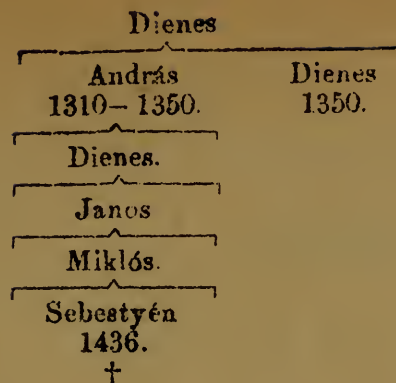 Dienes
András Dienes
1310–1350. 1350.
Dienes.
Janos
Miklós.
Sebestyén
1436.
†